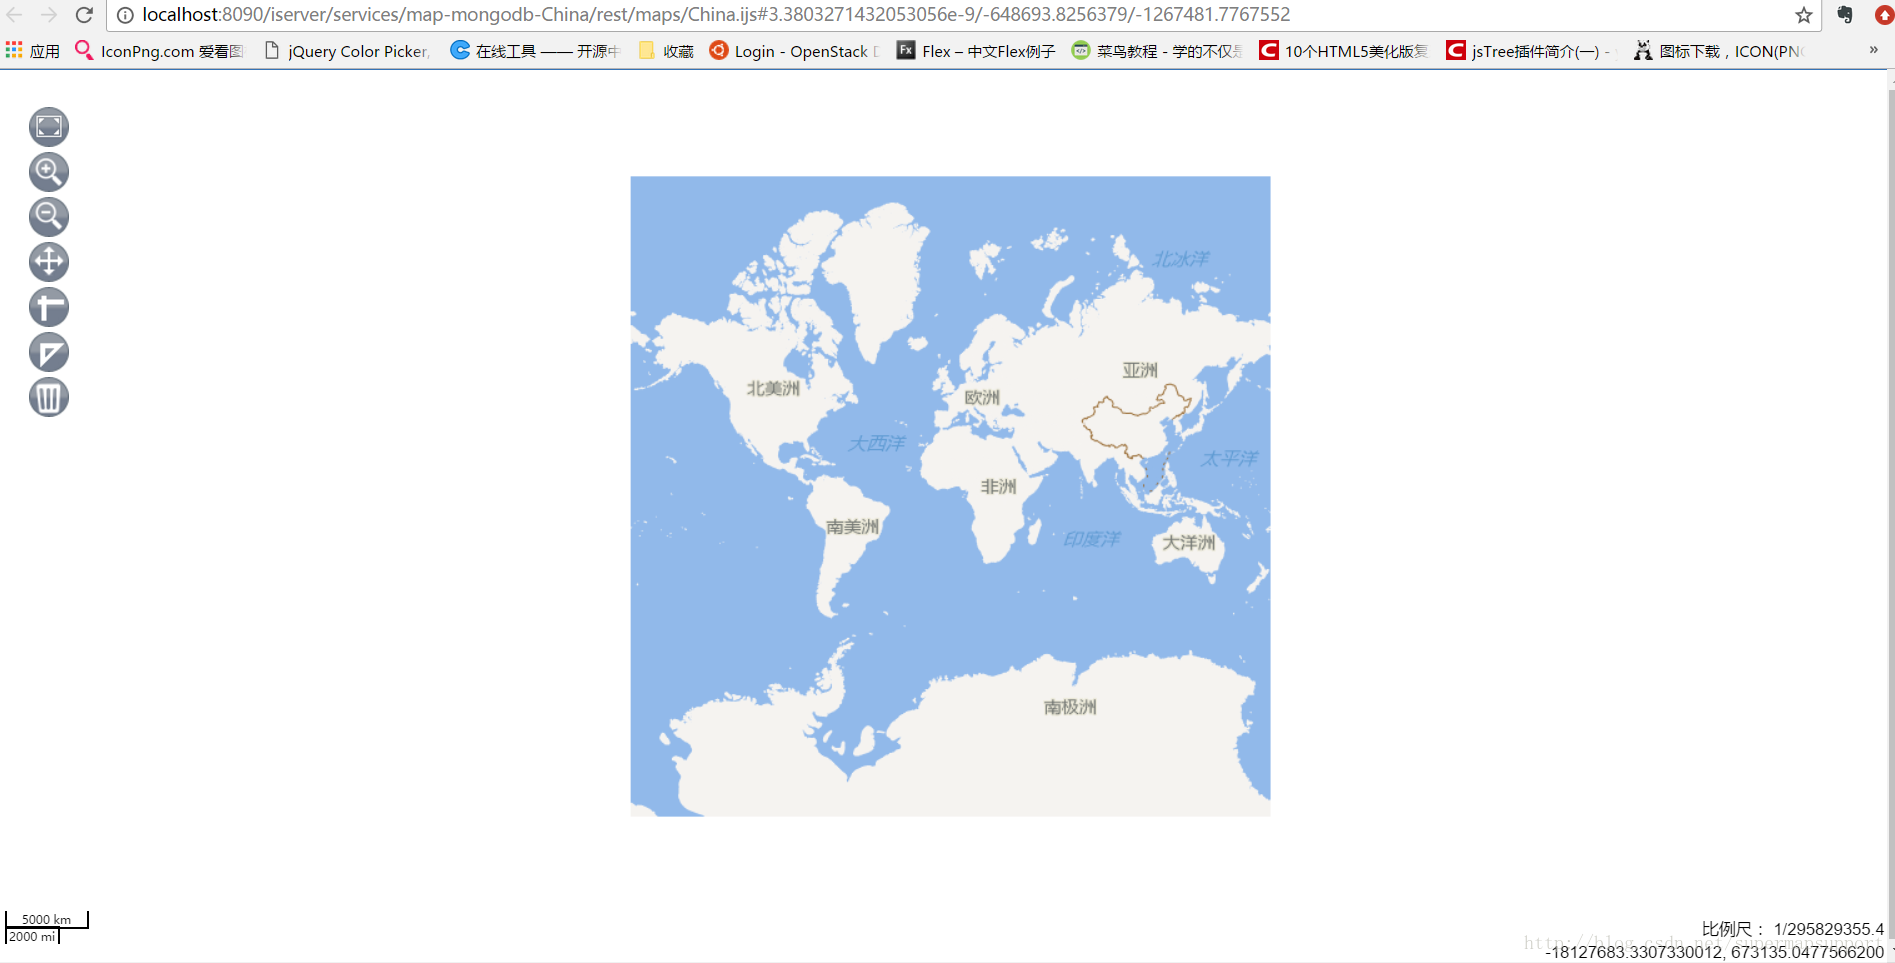 localhost:8090/iserver/services/map-mongodb-China/rest/maps/China.ijs#3.3803271432053056e-9/-648693.8256379/-1267481.7767552
应用 IconPng.com 爱看图 jQuery Color Picker, 在线工具 —— 开源中 收藏 Login - OpenStack D Flex – 中文Flex例子 菜鸟教程 - 学的不仅是 10个HTML5美化版复 jsTree插件简介(一) - 图标下载，ICON(PNG »
北冰洋
亚洲
北美洲
欧洲
大西洋
太平洋
非洲
南美洲
印度洋
大洋洲
南极洲
5000 km
2000 mi
比例尺： 1/295829355.4
http://blog.csdn.net/supermapsupport
-18127683.3307330012, 673135.0477566200